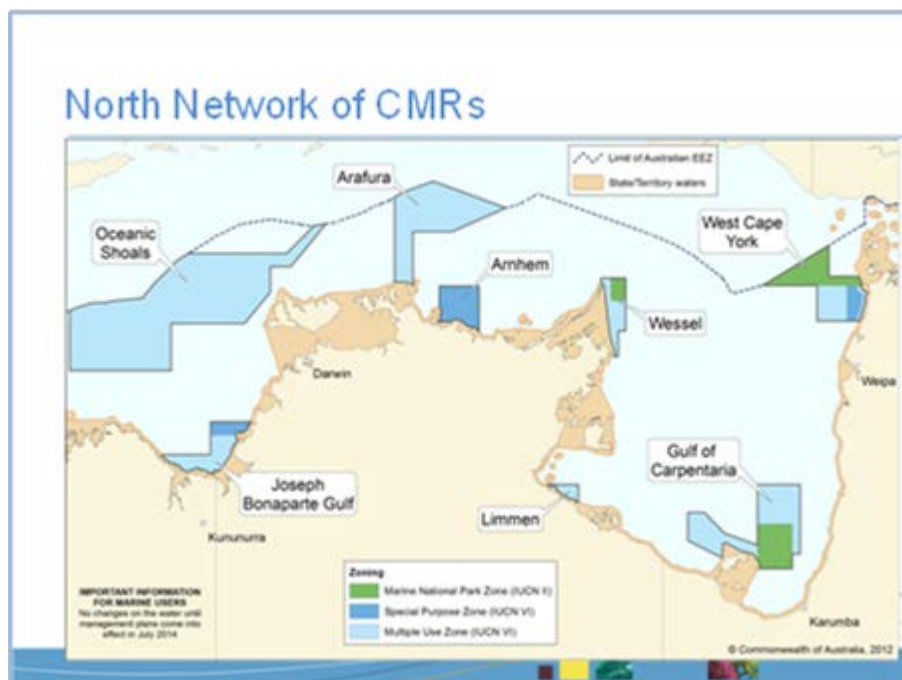 North Network of CMRs
Limit of Australian EEZ
State/Territory waters
Arafura
Oceanic
Shoals
West Cape
York
Arnhem
Wessel
Darwin
Weipa
Gulf of
Carpentaria
Joseph
Bonaparte Gulf
Limmen
Kununurra
Zoning
Marine National Park Zone (IUCN II)
Special Purpose Zone (IUCN VI)
Multiple Use Zone (IUCN VI)
IMPORTANT INFORMATION
FOR MARINE USERS
No changes on the water until
management plans come into
effect in July 2014
Karumba
© Commonwealth of Australia, 2012